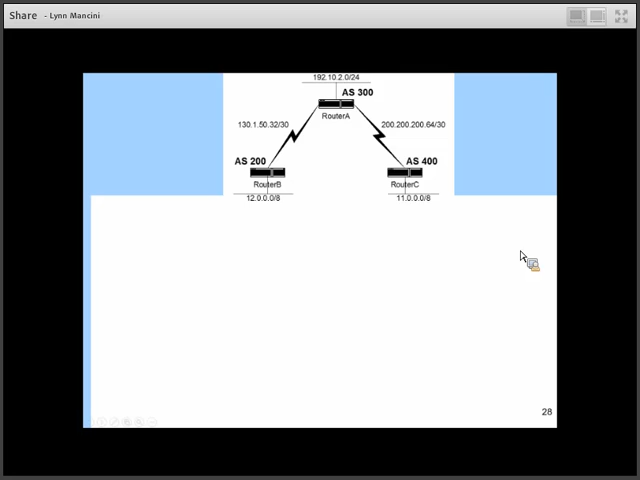 Share - Lynn Mancini
192.10.2.0/24
AS 300
RouterA
130.1.50.32/30
200.200.200.64/30
AS 200
AS 400
RouterB
RouterC
12.0.0.0/8
11.0.0.0/8
28